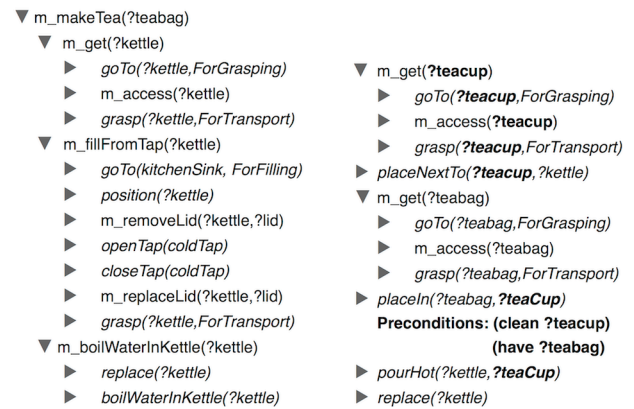 m_makeTea(?teabag)
m_get(?kettle)
goTo(?kettle,ForGrasping)
m_access(?kettle)
grasp(?kettle,ForTransport)
m_fillFromTap(?kettle)
goTo(kitchenSink, ForFilling)
position(?kettle)
m_removeLid(?kettle,?lid)
openTap(coldTap)
closeTap(coldTap)
m_replaceLid(?kettle,?lid)
grasp(?kettle,ForTransport)
m_boilWaterInKettle(?kettle)
replace(?kettle)
boilWaterInKettle(?kettle)
m_get(?teacup)
goTo(?teacup,ForGrasping)
m_access(?teacup)
grasp(?teacup,ForTransport)
placeNextTo(?teacup,?kettle)
m_get(?teabag)
goTo(?teabag,ForGrasping)
m_access(?teabag)
grasp(?teabag,ForTransport)
placeIn(?teabag,?teaCup)
Preconditions: (clean ?teacup)
(have ?teabag)
pourHot(?kettle,?teaCup)
replace(?kettle)